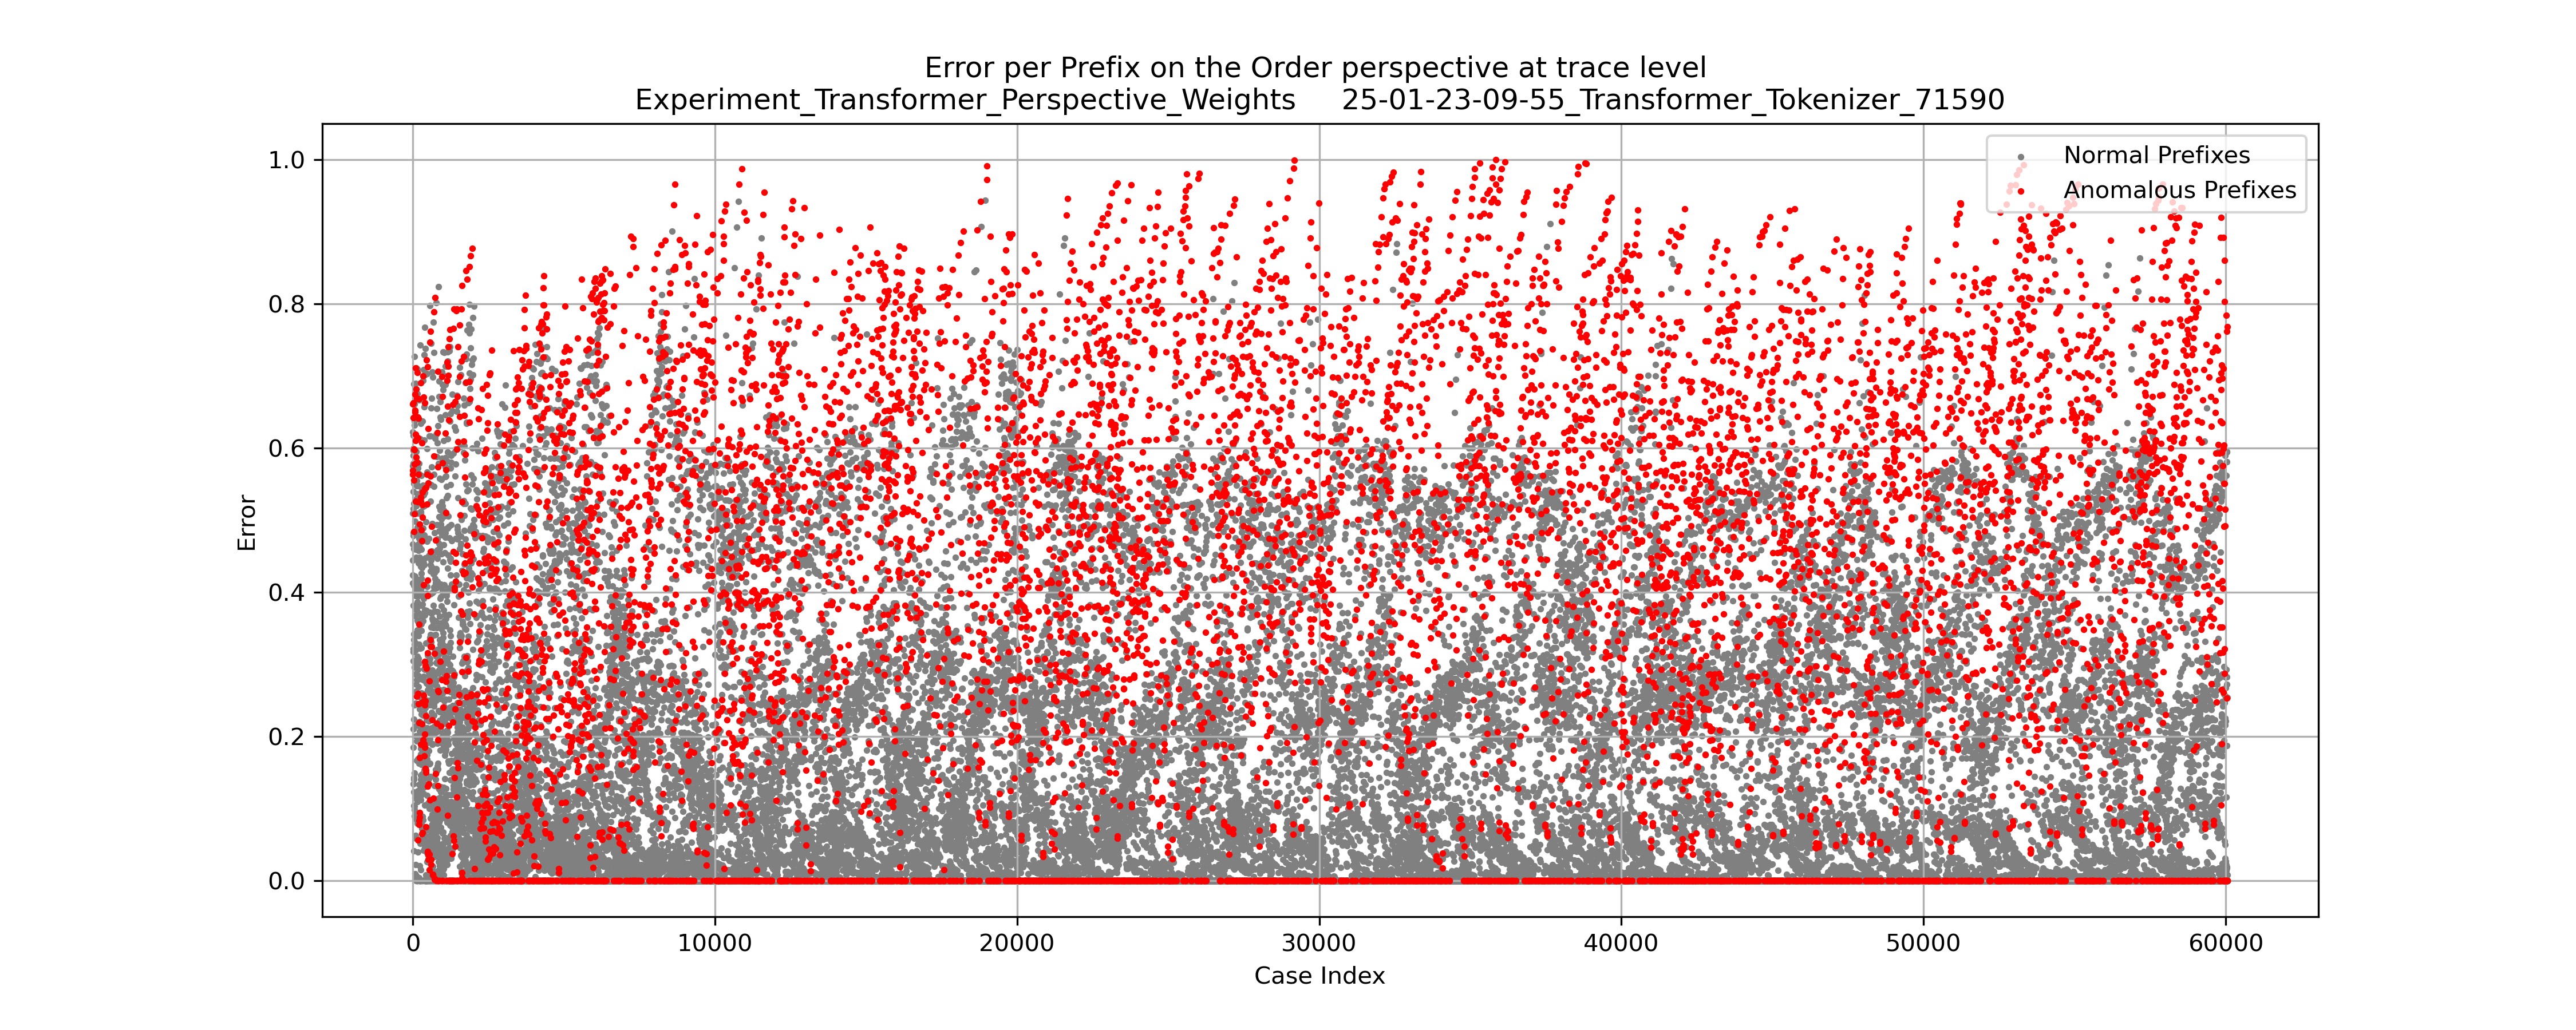 Error per Prefix on the Order perspective at trace level
Experiment_Transformer_Perspective_Weights 25-01-23-09-55_Transformer_Tokenizer_71590
Normal Prefixes
Anomalous Prefixes
1.0
0.8
0.6
0.4
0.2
0.0
Error
0 10000 20000 30000 40000 50000 60000
Case Index